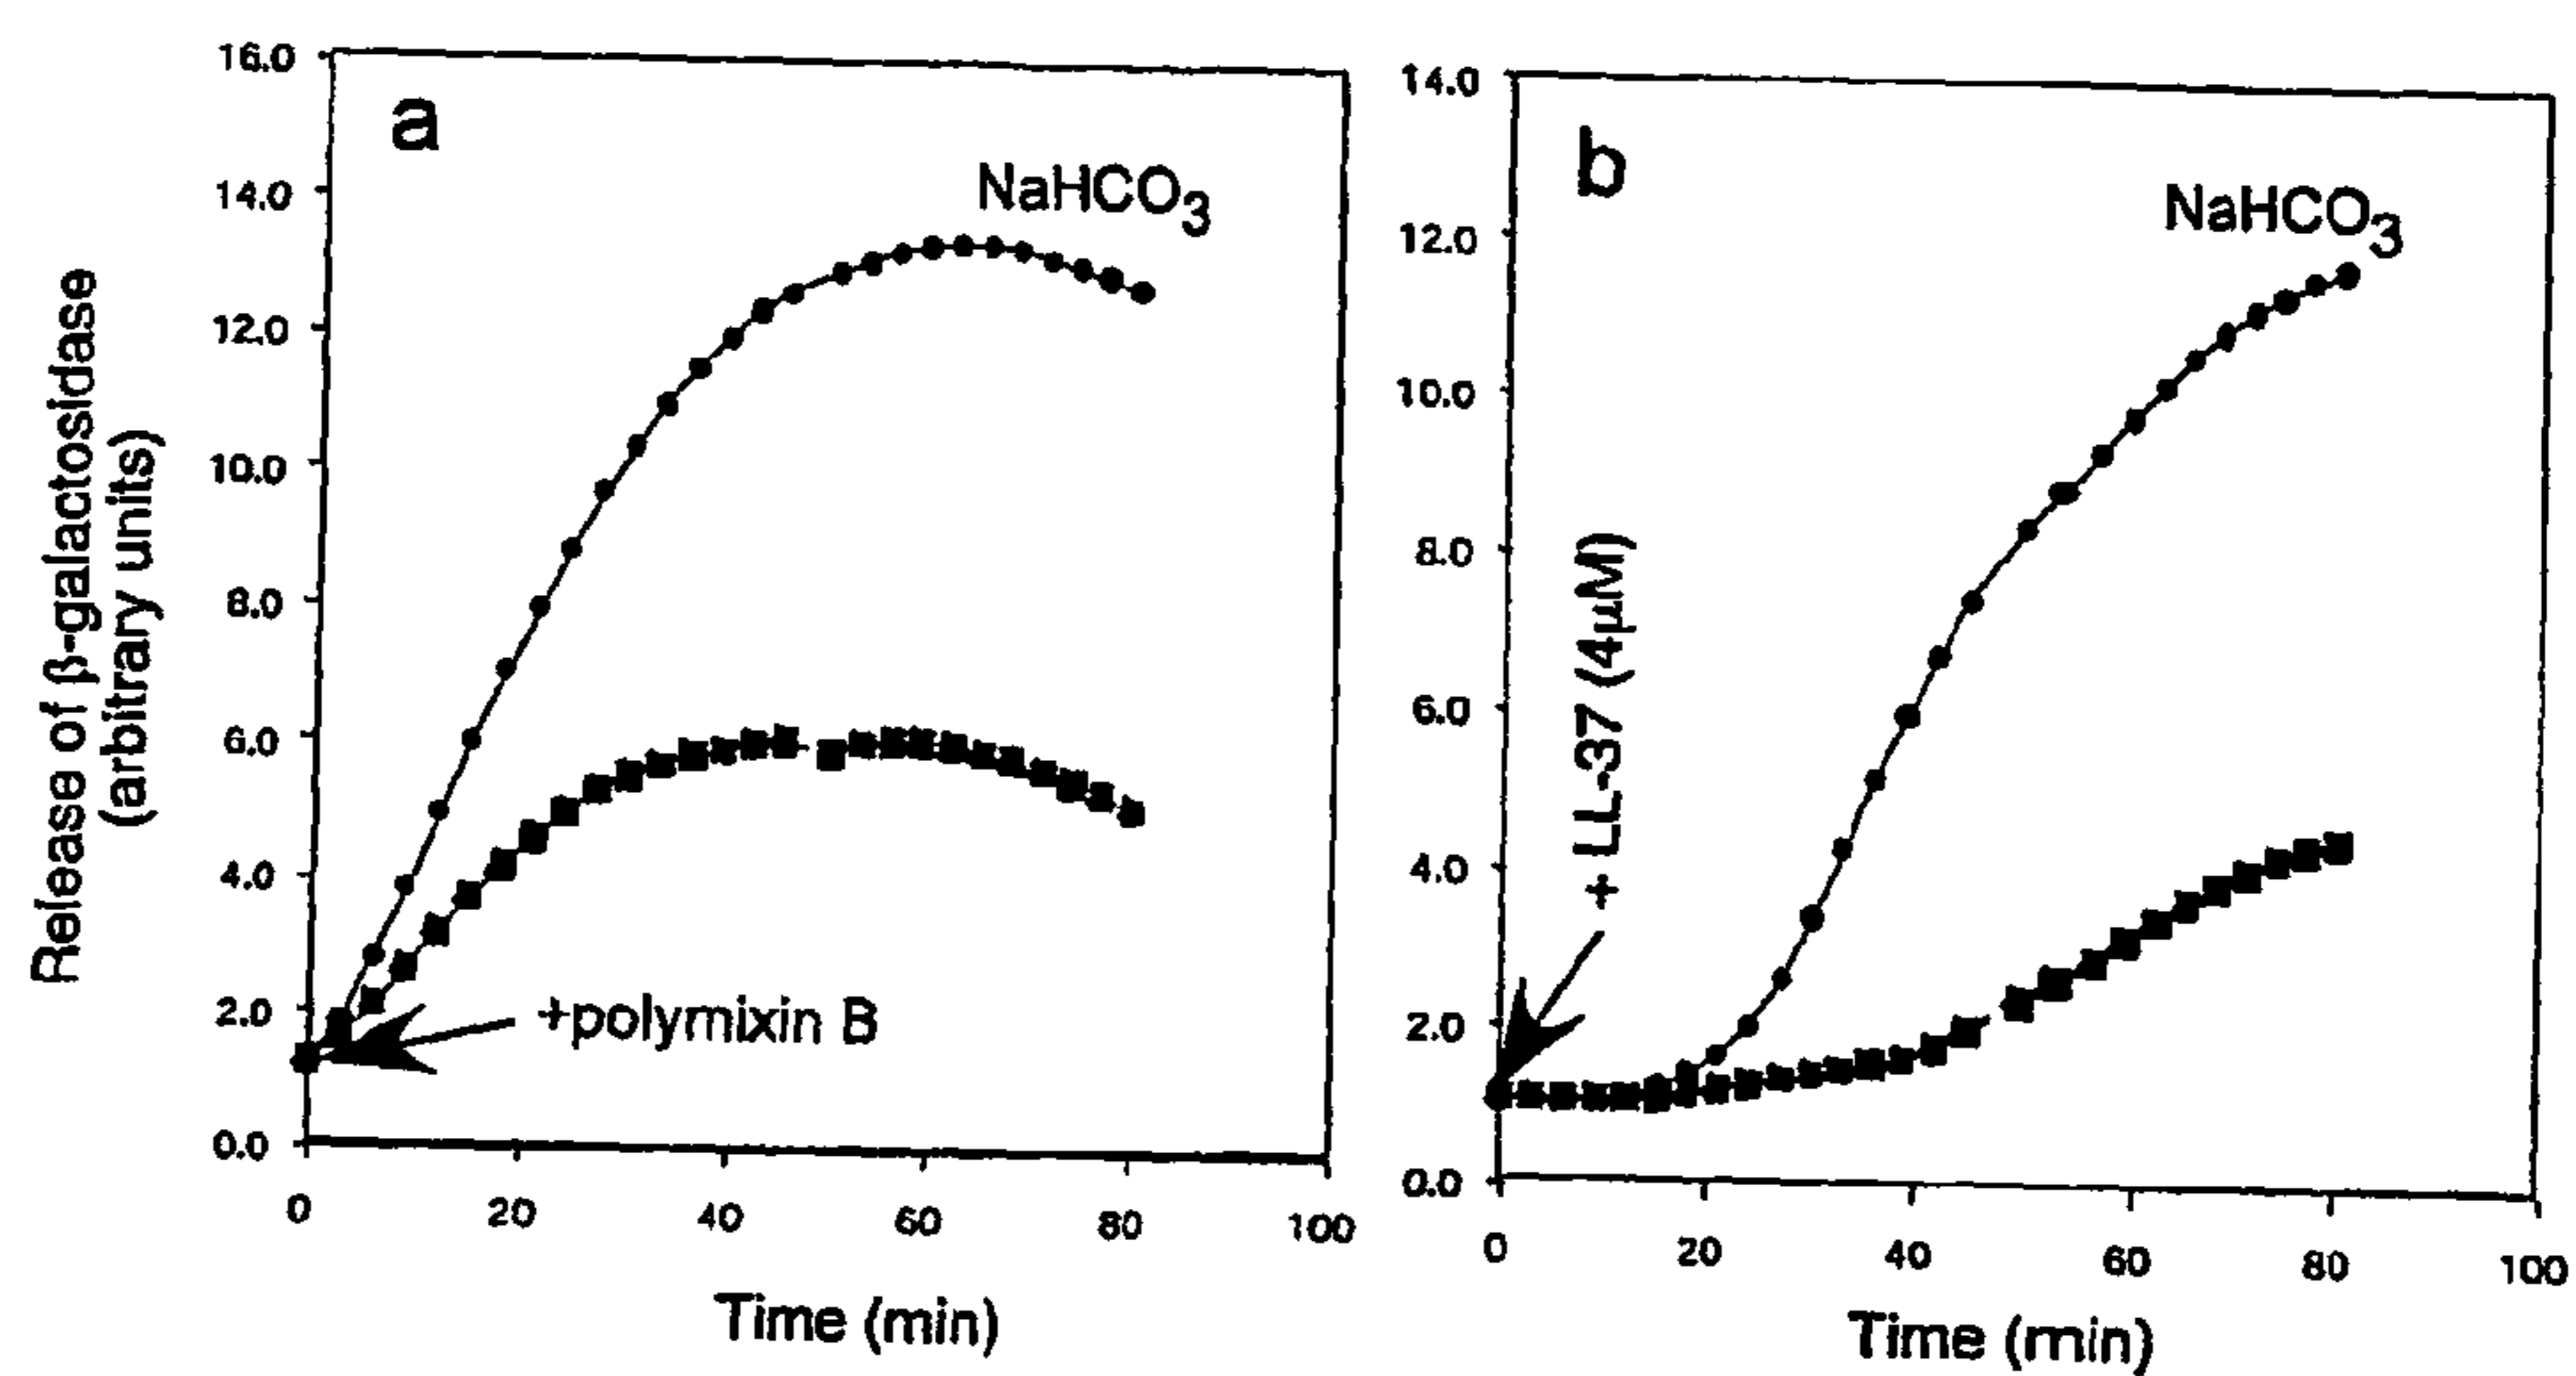 Release of β-galactosidase
(arbitrary units)
16.0
14.0
12.0
10.0
8.0
6.0
4.0
2.0
0.0
a
NaHCO3
+polymixin B
0 20 40 60 80 100
Time (min)
14.0
12.0
10.0
8.0
6.0
4.0
2.0
0.0
b
NaHCO3
+ LL-37 (4μM)
0 20 40 60 80 100
Time (min)